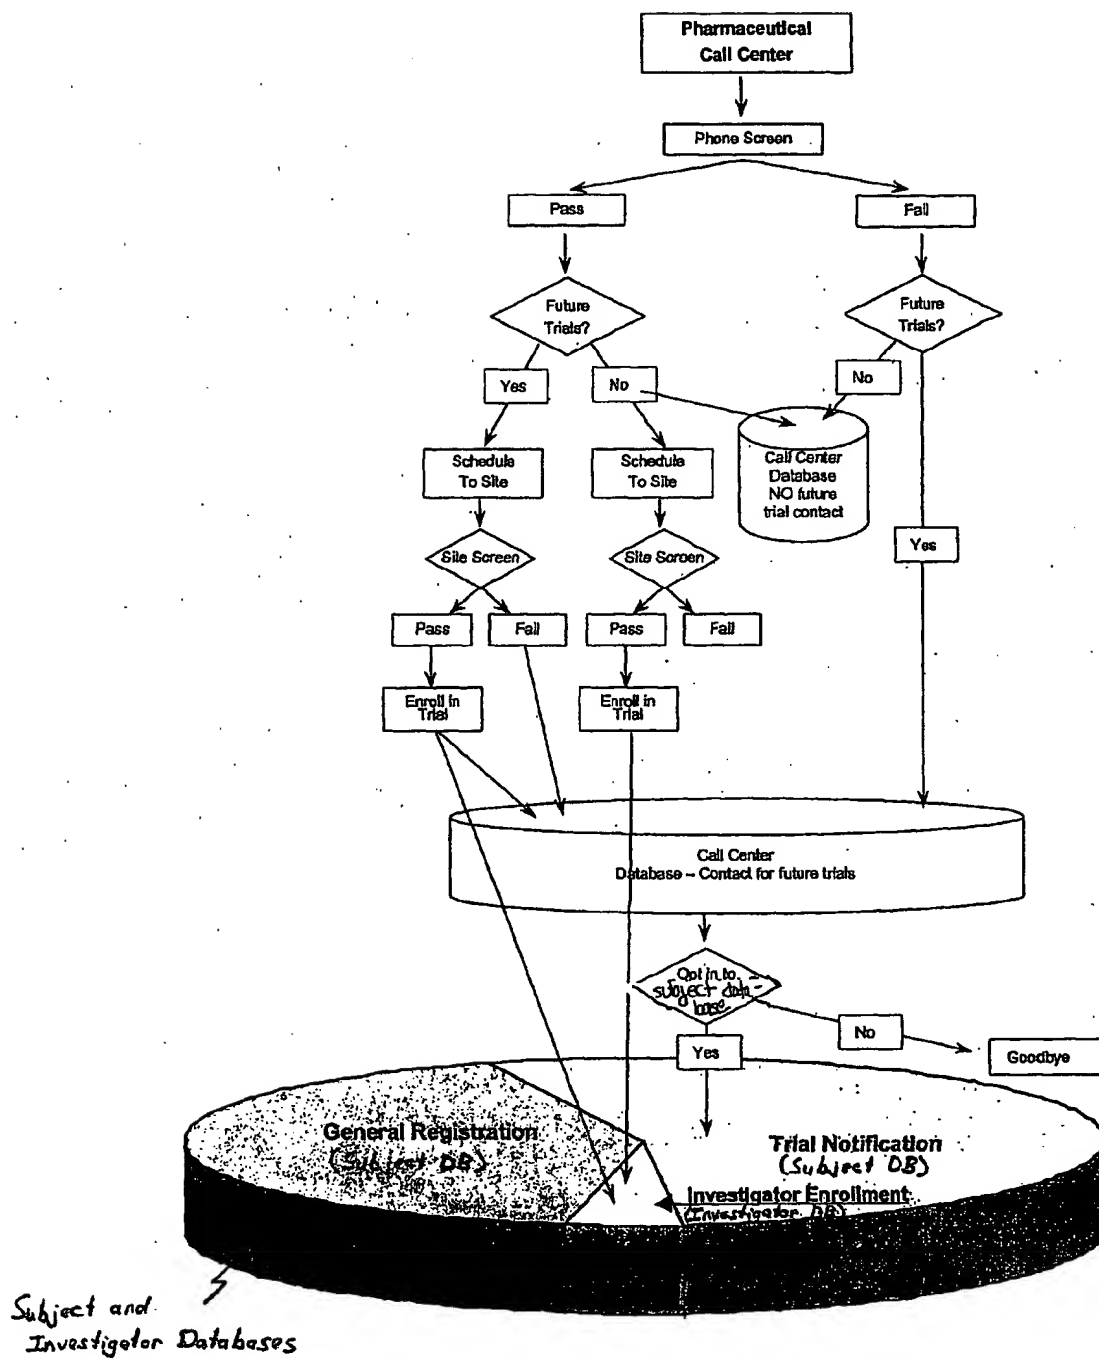 Pharmaceutical
Call Center
Phone Screen
Pass
Fail
Future
Trials?
Future
Trials?
Yes
No
No
Schedule
To Site
Schedule
To Site
Call Center
Database
NO future
trial contact
Site Screen
Site Screen
Yes
Pass
Fail
Pass
Fail
Enroll in
Trial
Enroll in
Trial
Call Center
Database – Contact for future trials
Opt in to
subject data-
base
No
Yes
Goodbye
General Registration
(Subject DB)
Trial Notification
(Subject DB)
Investigator Enrollment
(Investigator DB)
Subject and
Investigator Databases